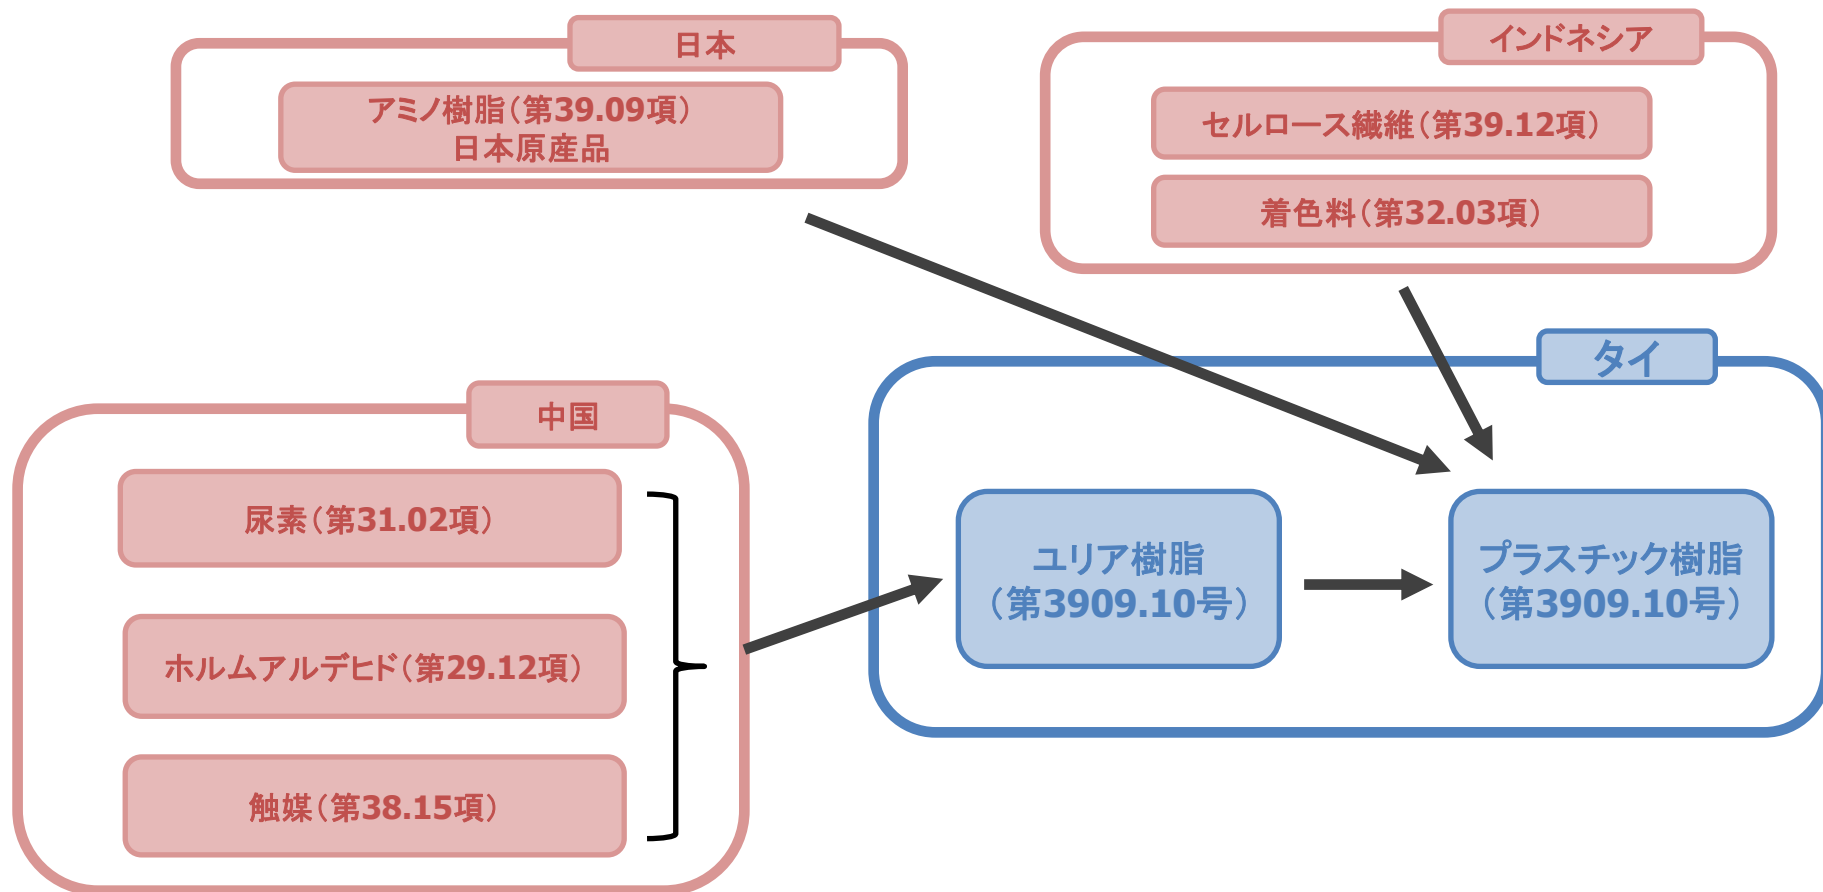 日本
アミノ樹脂（第39.09項）
日本原産品
インドネシア
セルロース繊維（第39.12項）
着色料（第32.03項）
中国
尿素（第31.02項）
ホルムアルデヒド（第29.12項）
触媒（第38.15項）
タイ
ユリア樹脂
（第3909.10号）
プラスチック樹脂
（第3909.10号）